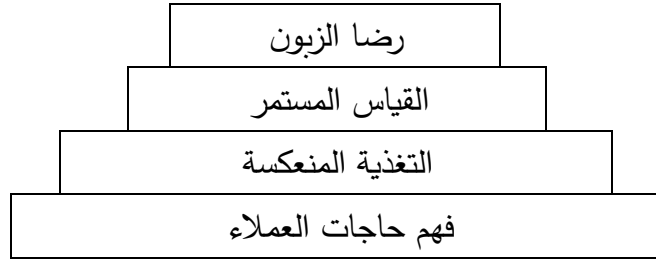 رضا الزبون
القياس المستمر
التغذية المنعكسة
فهم حاجات العملاء